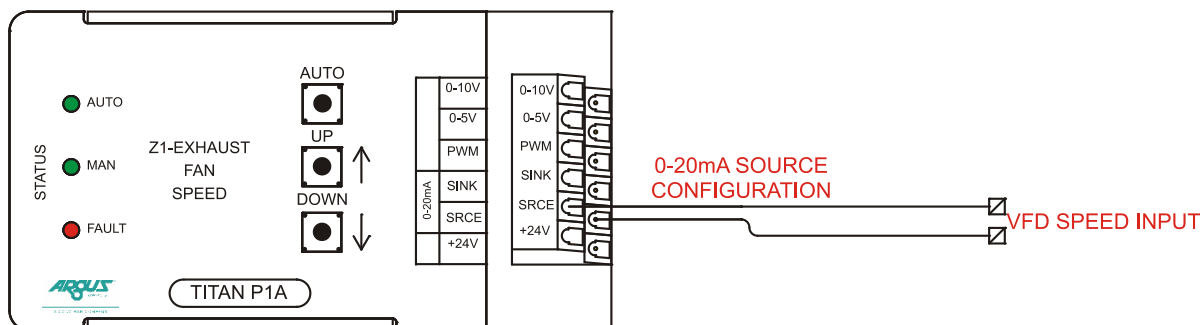 STATUS
AUTO
MAN
FAULT
Z1-EXHAUST
FAN
SPEED
AUTO
UP
DOWN
0-10V
0-5V
PWM
0-20mA
SINK
SRCE
+24V
0-10V
0-5V
PWM
SINK
SRCE
+24V
0-20mA SOURCE
CONFIGURATION
VFD SPEED INPUT
ARGUS
TITAN P1A